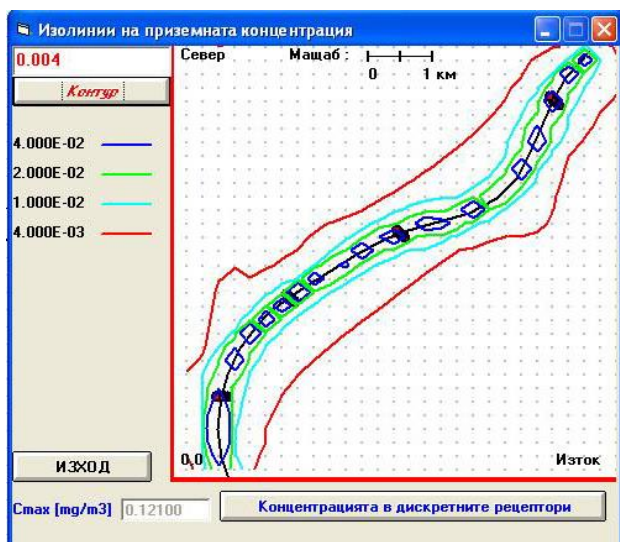 Изолинии на приземната концентрация
0.004
Контур
4.000E-02
2.000E-02
1.000E-02
4.000E-03
Север
Мащаб :
0 1 км
0,0
Изток
ИЗХОД
Cmax [mg/m3] 0.12100
Концентрацията в дискретните рецептори